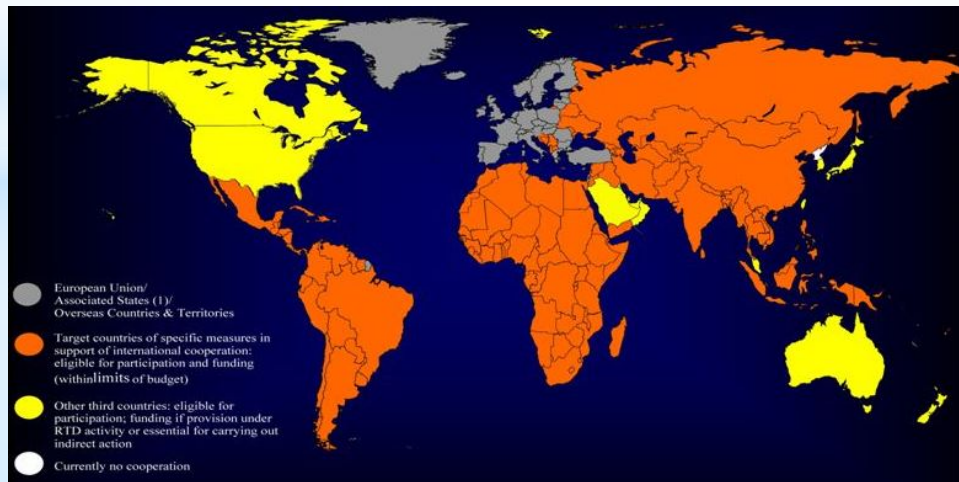 European Union/
Associated States (1)/
Overseas Countries & Territories
Target countries of specific measures in
support of international cooperation:
eligible for participation and funding
(withinlimits of budget)
Other third countries: eligible for
participation; funding if provision under
RTD activity or essential for carrying out
indirect action
Currently no cooperation